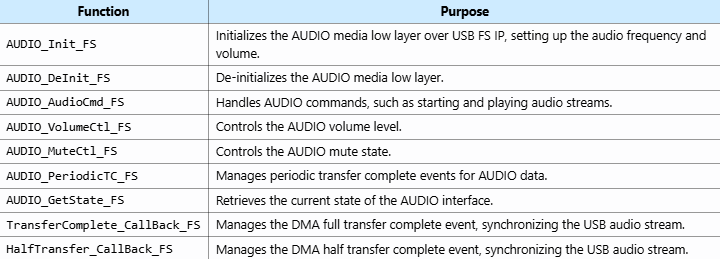 Function Purpose
AUDIO_Init_FS Initializes the AUDIO media low layer over USB FS IP, setting up the audio frequency and
volume.
AUDIO_DeInit_FS De-initializes the AUDIO media low layer.
AUDIO_AudioCmd_FS Handles AUDIO commands, such as starting and playing audio streams.
AUDIO_VolumeCtl_FS Controls the AUDIO volume level.
AUDIO_MuteCtl_FS Controls the AUDIO mute state.
AUDIO_PeriodicTC_FS Manages periodic transfer complete events for AUDIO data.
AUDIO_GetState_FS Retrieves the current state of the AUDIO interface.
TransferComplete_CallBack_FS Manages the DMA full transfer complete event, synchronizing the USB audio stream.
HalfTransfer_CallBack_FS Manages the DMA half transfer complete event, synchronizing the USB audio stream.